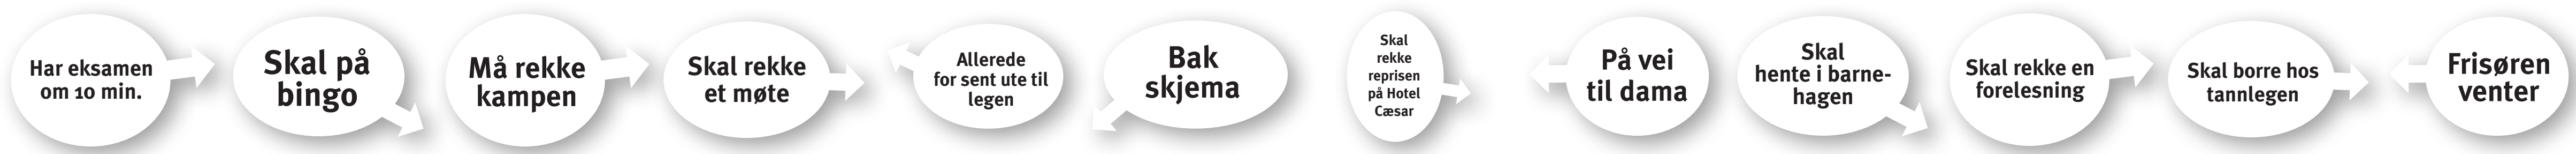 Har eksamen
om 10 min.
Skal på
bingo
Må rekke
kampen
Skal rekke
et møte
Allerede
for sent ute til
legen
Bak
skjema
Skal
rekke
reprisen
på Hotel
Cæsar
På vei
til dama
Skal
hente i barne-
hagen
Skal rekke en
forelesning
Skal borre hos
tannlegen
Frisøren
venter